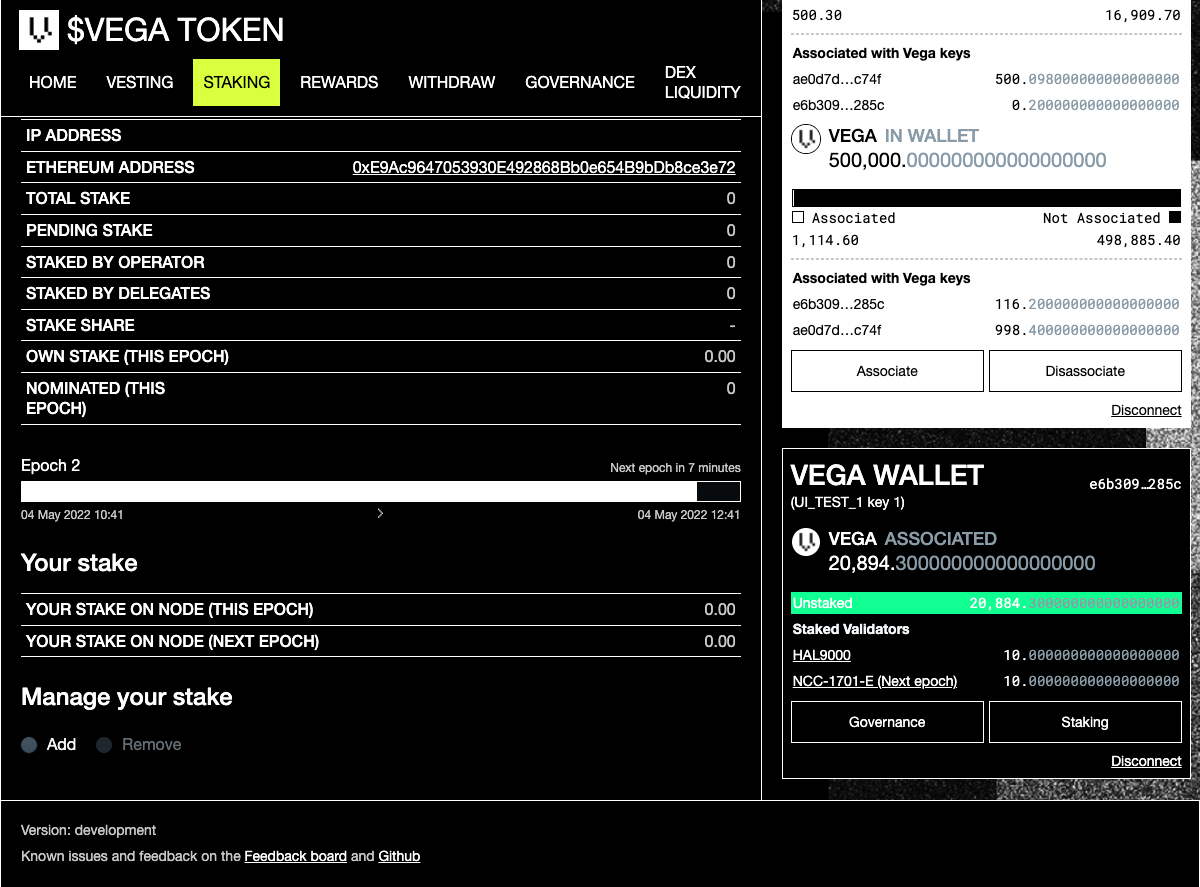 $VEGA TOKEN
HOME VESTING STAKING REWARDS WITHDRAW GOVERNANCE DEX LIQUIDITY
IP ADDRESS
ETHEREUM ADDRESS 0xE9Ac9647053930E492868Bb0e654B9bDb8ce3e72
TOTAL STAKE 0
PENDING STAKE 0
STAKED BY OPERATOR 0
STAKED BY DELEGATES 0
STAKE SHARE -
OWN STAKE (THIS EPOCH) 0.00
NOMINATED (THIS
EPOCH) 0
Epoch 2 Next epoch in 7 minutes
04 May 2022 10:41 > 04 May 2022 12:41
Your stake
YOUR STAKE ON NODE (THIS EPOCH) 0.00
YOUR STAKE ON NODE (NEXT EPOCH) 0.00
Manage your stake
Add Remove
500.30 16,909.70
Associated with Vega keys
ae0d7d…c74f 500.098000000000000000
e6b309…285c 0.200000000000000000
VEGA IN WALLET
500,000.000000000000000000
Associated Not Associated
1,114.60 498,885.40
Associated with Vega keys
e6b309…285c 116.200000000000000000
ae0d7d…c74f 998.400000000000000000
Associate Disassociate
Disconnect
VEGA WALLET e6b309…285c
(UI_TEST_1 key 1)
VEGA ASSOCIATED
20,894.300000000000000000
Unstaked 20,884.300000000000000000
Staked Validators
HAL9000 10.000000000000000000
NCC-1701-E (Next epoch) 10.000000000000000000
Governance Staking
Disconnect
Version: development
Known issues and feedback on the Feedback board and Github